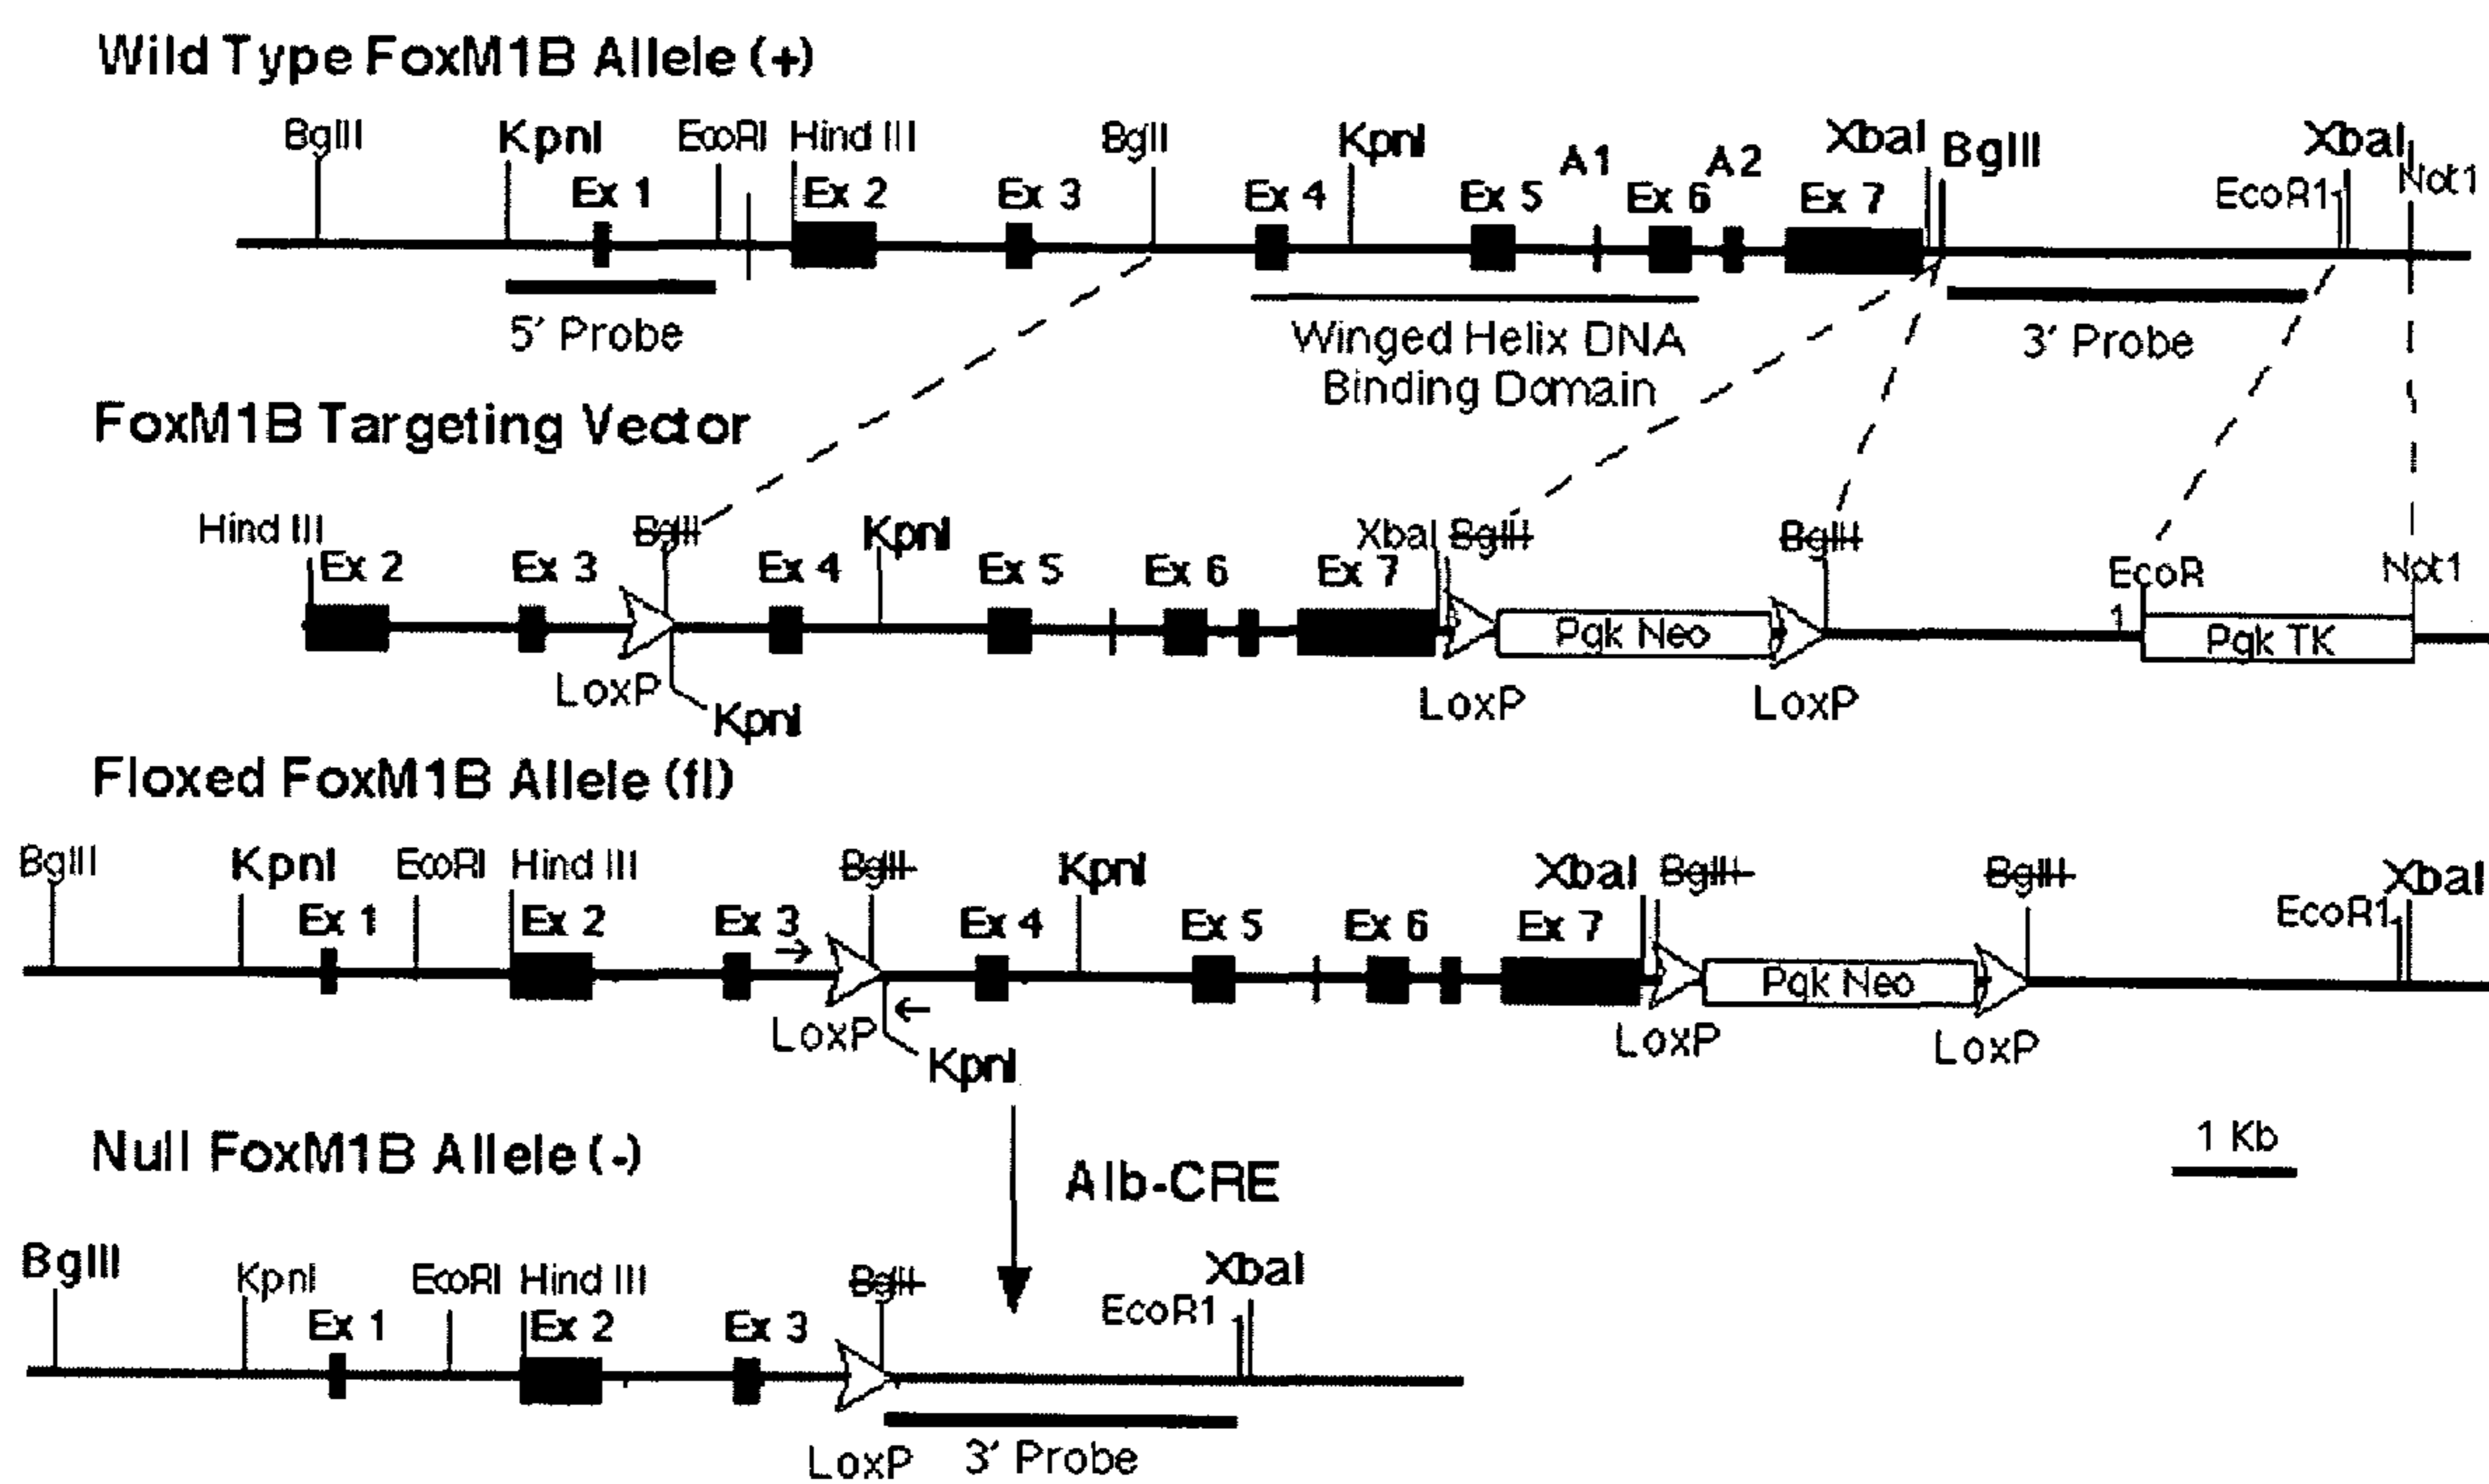 Wild Type FoxM1B Allele (+)
BglII KpnI EcoRI Hind III BglII KpnI XbaI BglII XbaI
Ex 1 Ex 2 Ex 3 Ex 4 Ex 5 A1 Ex 6 A2 Ex 7 EcoR1 Not1
5' Probe Winged Helix DNA 3' Probe
Binding Domain
FoxM1B Targeting Vector
Hind III BglII KpnI XbaI BglII BglII
Ex 2 Ex 3 Ex 4 Ex 5 Ex 6 Ex 7 EcoR Not1
1
Pgk Neo Pgk TK
LoxP LoxP LoxP
KpnI
Floxed FoxM1B Allele (fl)
BglII KpnI EcoRI Hind III BglII KpnI XbaI BglII BglII XbaI
Ex 1 Ex 2 Ex 3 Ex 4 Ex 5 Ex 6 Ex 7 EcoR1
Pgk Neo
LoxP LoxP LoxP
KpnI
Null FoxM1B Allele (-)
1 Kb
Alb-CRE
BglII KpnI EcoRI Hind III BglII XbaI
Ex 1 Ex 2 Ex 3 EcoR1
LoxP 3' Probe